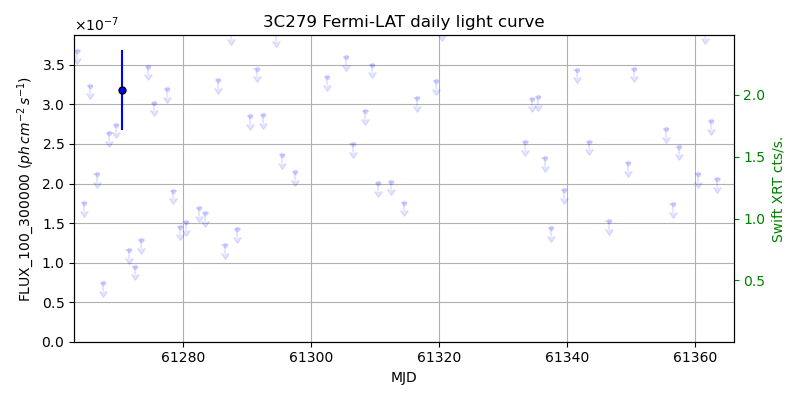 3C279 Fermi-LAT daily light curve
×10⁻⁷
3.5
3.0
2.5
2.0
1.5
1.0
0.5
0.0
FLUX_100_300000 (ph cm⁻² s⁻¹)
2.0
1.5
1.0
0.5
Swift XRT cts/s.
61280 61300 61320 61340 61360
MJD